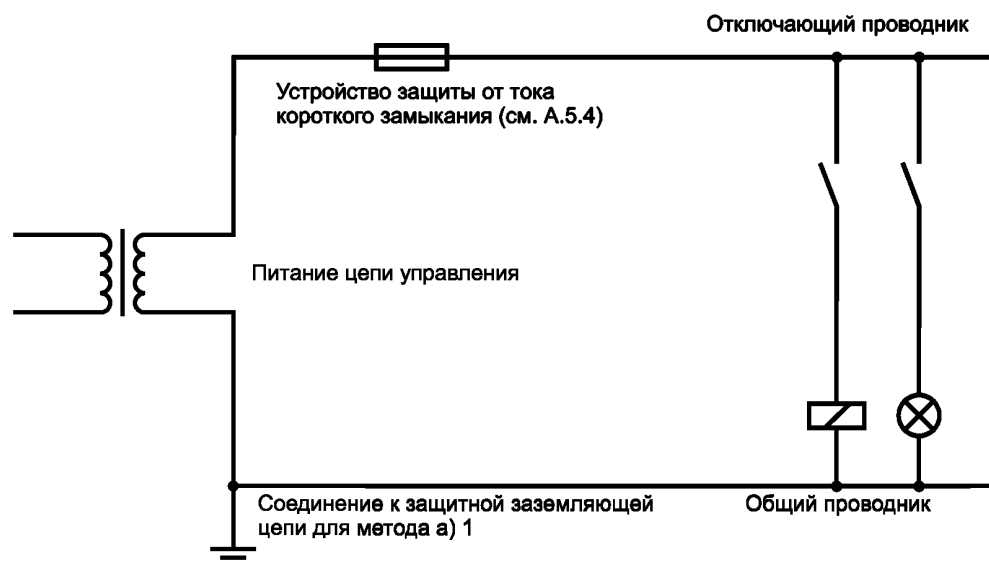 Отключающий проводник
Устройство защиты от тока
короткого замыкания (см. А.5.4)
Питание цепи управления
Соединение к защитной заземляющей
цепи для метода а) 1
Общий проводник